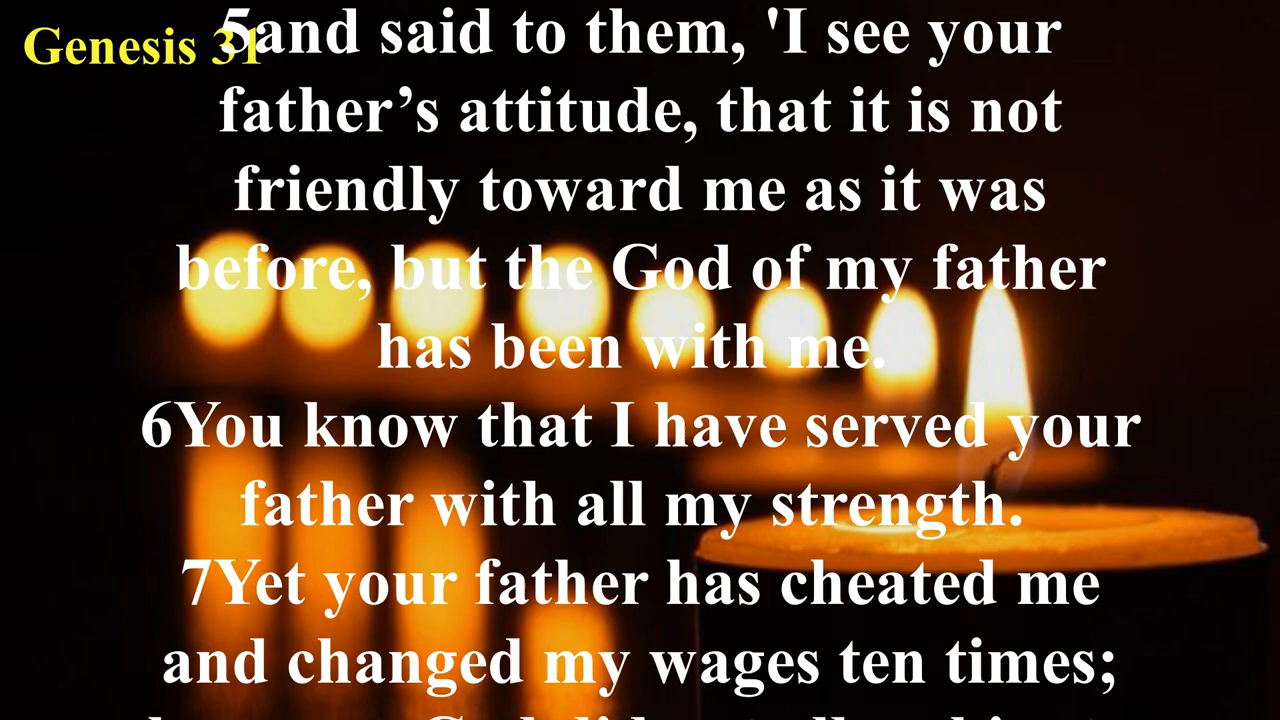 Genesis 31
5and said to them, 'I see your
father’s attitude, that it is not
friendly toward me as it was
before, but the God of my father
has been with me.
6You know that I have served your
father with all my strength.
7Yet your father has cheated me
and changed my wages ten times;